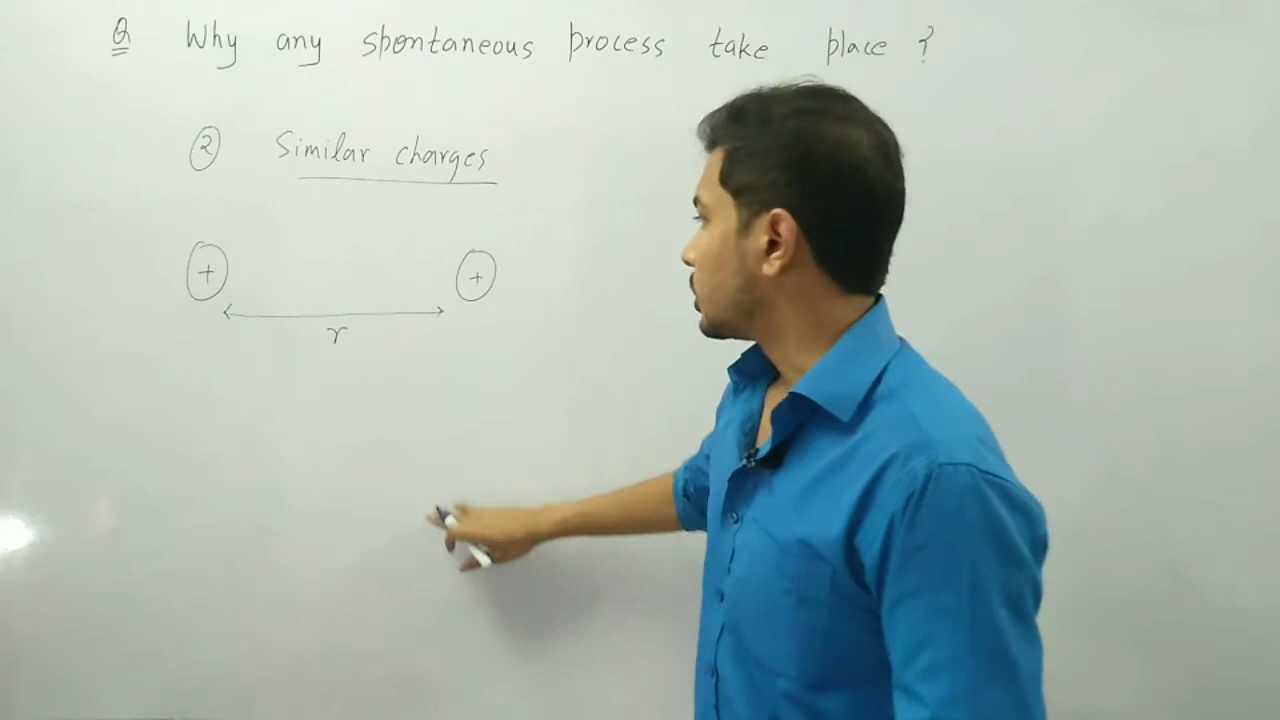 Q Why any spontaneous process take place ?
② Similar charges
+ +
r